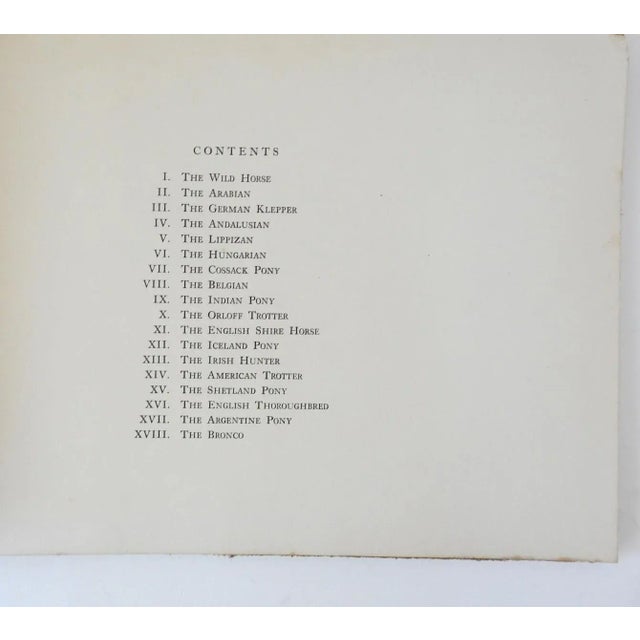 CONTENTS
I. THE WILD HORSE
II. THE ARABIAN
III. THE GERMAN KLEPPER
IV. THE ANDALUSIAN
V. THE LIPPIZAN
VI. THE HUNGARIAN
VII. THE COSSACK PONY
VIII. THE BELGIAN
IX. THE INDIAN PONY
X. THE ORLOFF TROTTER
XI. THE ENGLISH SHIRE HORSE
XII. THE ICELAND PONY
XIII. THE IRISH HUNTER
XIV. THE AMERICAN TROTTER
XV. THE SHETLAND PONY
XVI. THE ENGLISH THOROUGHBRED
XVII. THE ARGENTINE PONY
XVIII. THE BRONCO